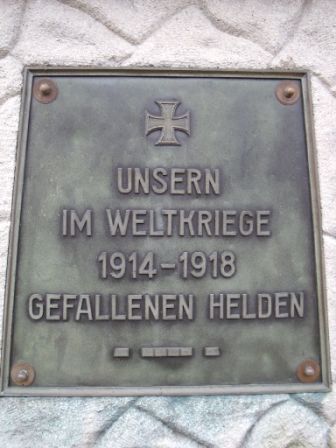 UNSERN
IM WELTKRIEGE
1914-1918
GEFALLENEN HELDEN